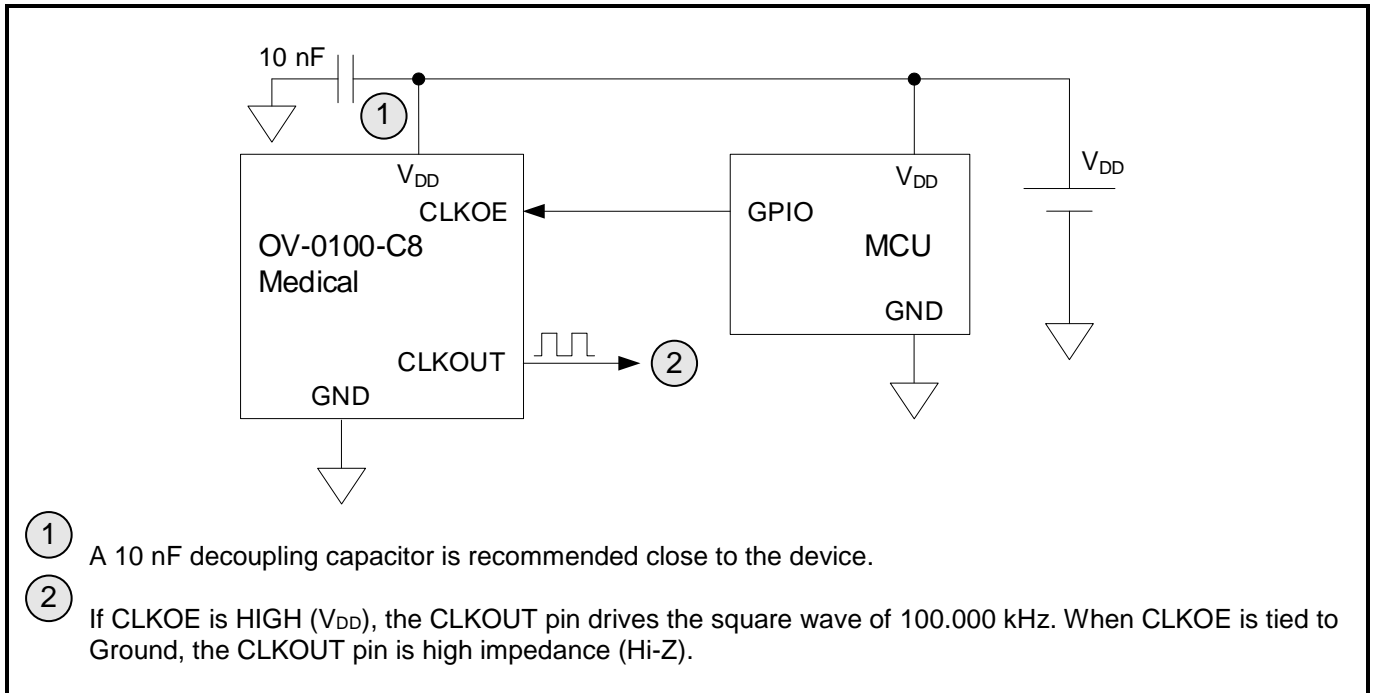 10 nF
1
VDD
VDD
VDD
CLKOE
GPIO
OV-0100-C8
Medical
MCU
GND
CLKOUT
2
GND
1
A 10 nF decoupling capacitor is recommended close to the device.
2
If CLKOE is HIGH (VDD), the CLKOUT pin drives the square wave of 100.000 kHz. When CLKOE is tied to
Ground, the CLKOUT pin is high impedance (Hi-Z).